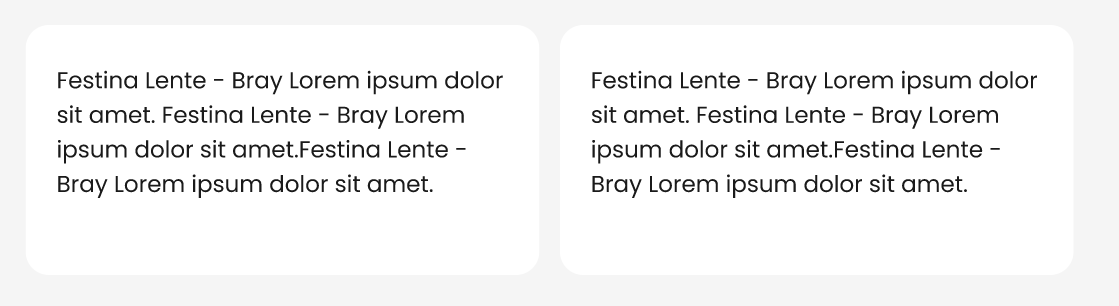 Festina Lente - Bray Lorem ipsum dolor
sit amet. Festina Lente - Bray Lorem
ipsum dolor sit amet.Festina Lente -
Bray Lorem ipsum dolor sit amet.
Festina Lente - Bray Lorem ipsum dolor
sit amet. Festina Lente - Bray Lorem
ipsum dolor sit amet.Festina Lente -
Bray Lorem ipsum dolor sit amet.